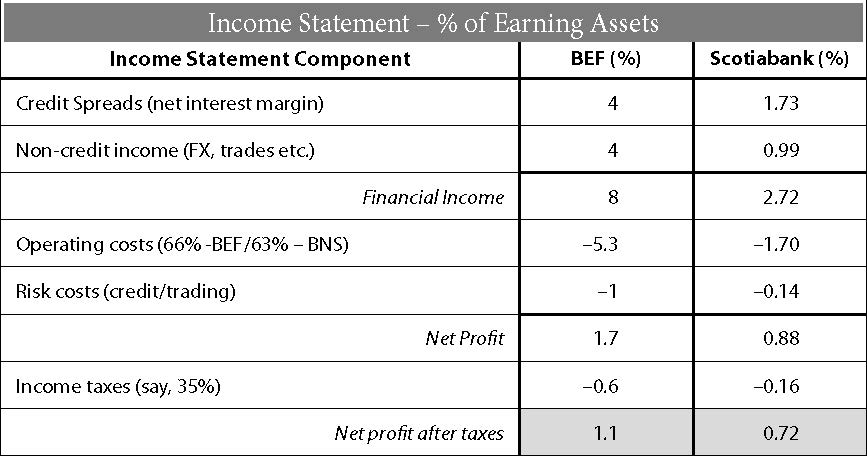 Income Statement – % of Earning Assets
Income Statement Component BEF (%) Scotiabank (%)
Credit Spreads (net interest margin) 4 1.73
Non-credit income (FX, trades etc.) 4 0.99
Financial Income 8 2.72
Operating costs (66% -BEF/63% – BNS) –5.3 –1.70
Risk costs (credit/trading) –1 –0.14
Net Profit 1.7 0.88
Income taxes (say, 35%) –0.6 –0.16
Net profit after taxes 1.1 0.72